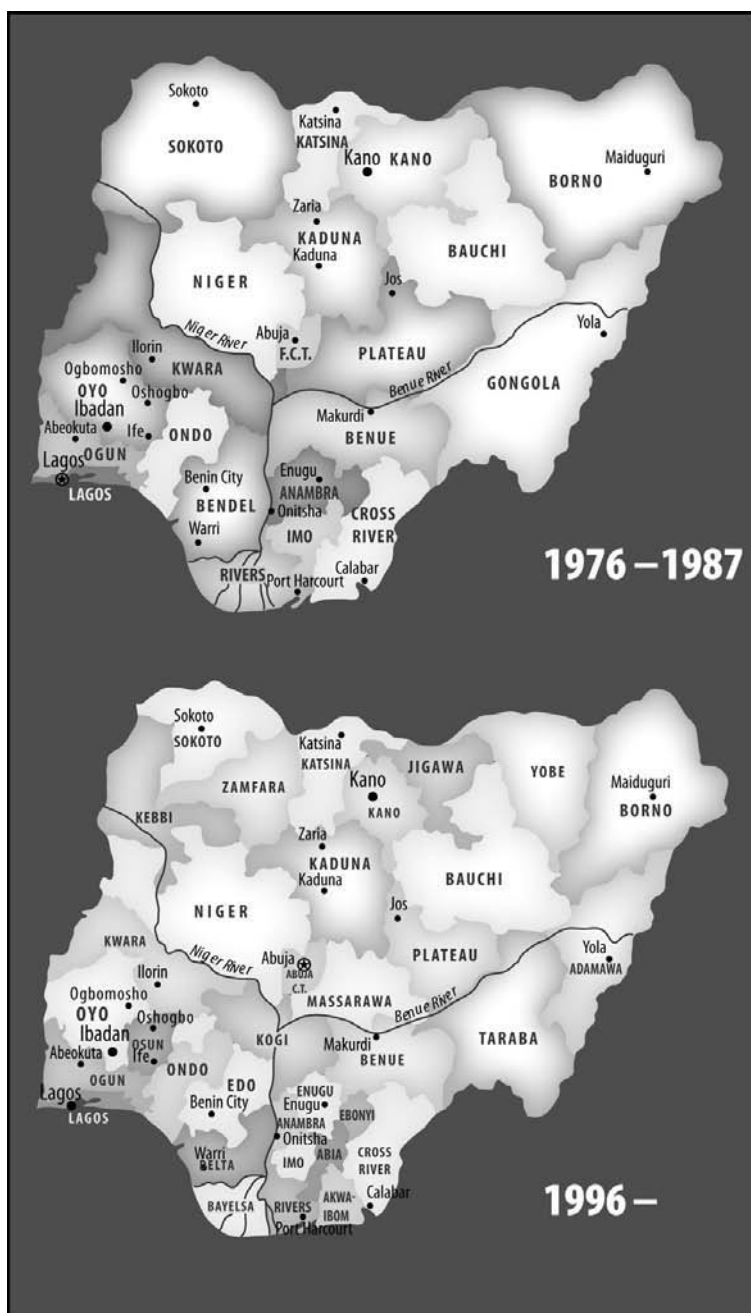 Sokoto
SOKOTO
Katsina
KATSINA
Kano
KANO
Maiduguri
BORNO
Zaria
KADUNA
Kaduna
BAUCHI
NIGER
Jos
Niger River
Abuja
F.C.T.
PLATEAU
Benue River
Yola
GONGOLA
Ilorin
KWARA
Ogbomosho
OYO
Oshogbo
Ibadan
Abeokuta
Ife
ONDO
OGUN
Lagos
LAGOS
Makurdi
BENUE
Benin City
BENDEL
Warri
Enugu
ANAMBRA
Onitsha
IMO
CROSS
RIVER
RIVERS
Port Harcourt
Calabar
1976 – 1987
Sokoto
SOKOTO
Katsina
KATSINA
ZAMFARA
Kano
KANO
JIGAWA
YOBE
Maiduguri
BORNO
KEBBI
Zaria
KADUNA
Kaduna
BAUCHI
NIGER
Jos
KWARA
Niger River
Abuja
ABUJA
C.T.
PLATEAU
MASSARAWA
Benue River
Yola
ADAMAWA
TARABA
Ilorin
Ogbomosho
OYO
Oshogbo
Ibadan
OSUN
Abeokuta
Ife
OGUN
ONDO
EDO
KOGI
Makurdi
BENUE
Lagos
LAGOS
Benin City
ENUGU
Enugu
ANAMBRA
EBONYI
Onitsha
Warri
BELTA
IMO
ABIA
CROSS
RIVER
BAYELSA
RIVERS
AKWA-
IBOM
Calabar
Port Harcourt
1996 –